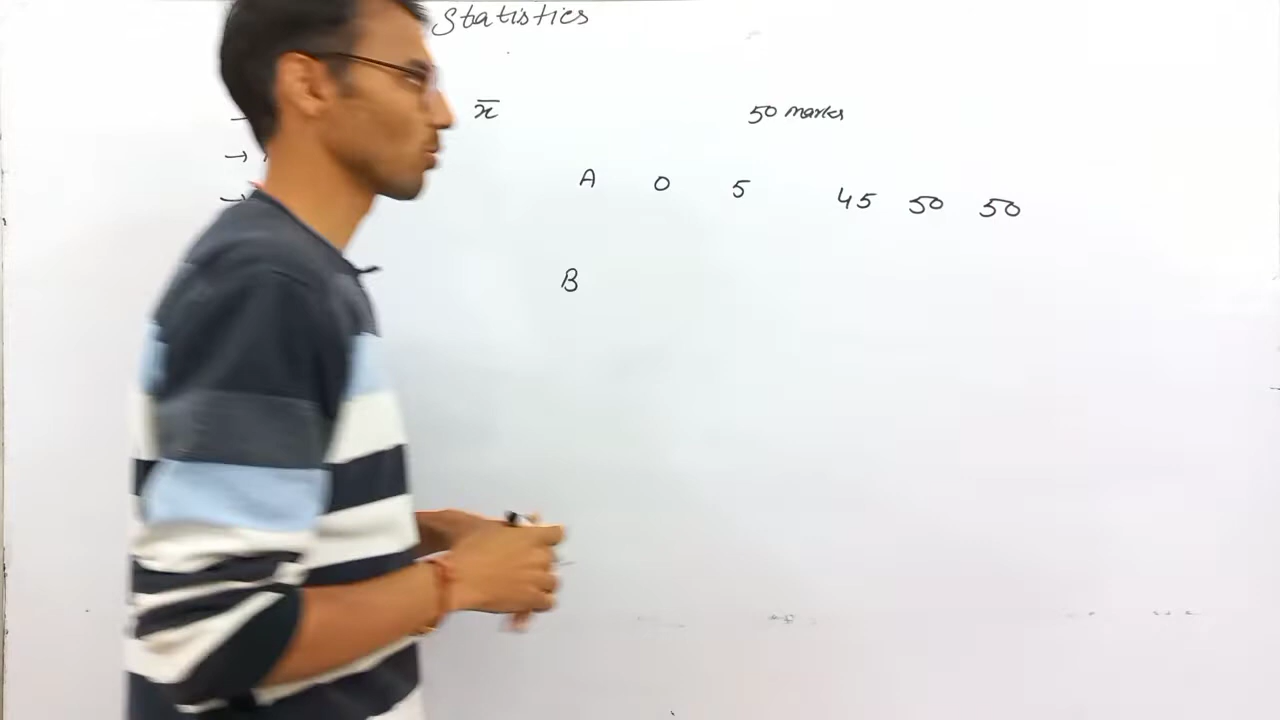 Statistics
→ x̄ 50 marks
→
→ A 0 5 45 50 50
B